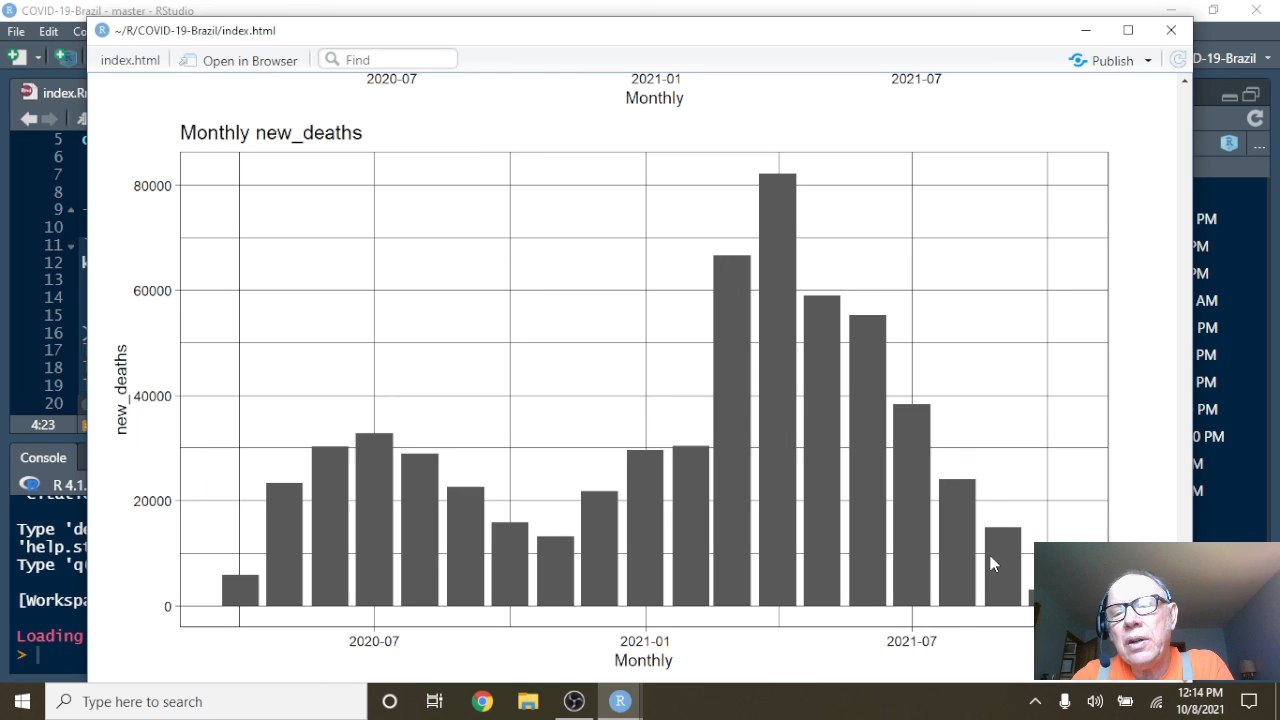 COVID-19-Brazil - master - RStudio
File Edit Co
~/R/COVID-19-Brazil/index.html
index.html Open in Browser Find Publish
D-19-Brazil
index.R
2020-07 2021-01 2021-07
Monthly
Monthly new_deaths
5
6
7
8
9
10
11
12
13
14
15
16
17
18
19
20
4:23
80000
60000
40000
20000
0
new_deaths
2020-07 2021-01 2021-07
Monthly
PM
PM
PM
AM
PM
PM
PM
PM
0 PM
M
M
Console
R 4.1.
Type 'de
'help.st
Type 'q(
[Workspa
Loading
>
Type here to search
12:14 PM
10/8/2021